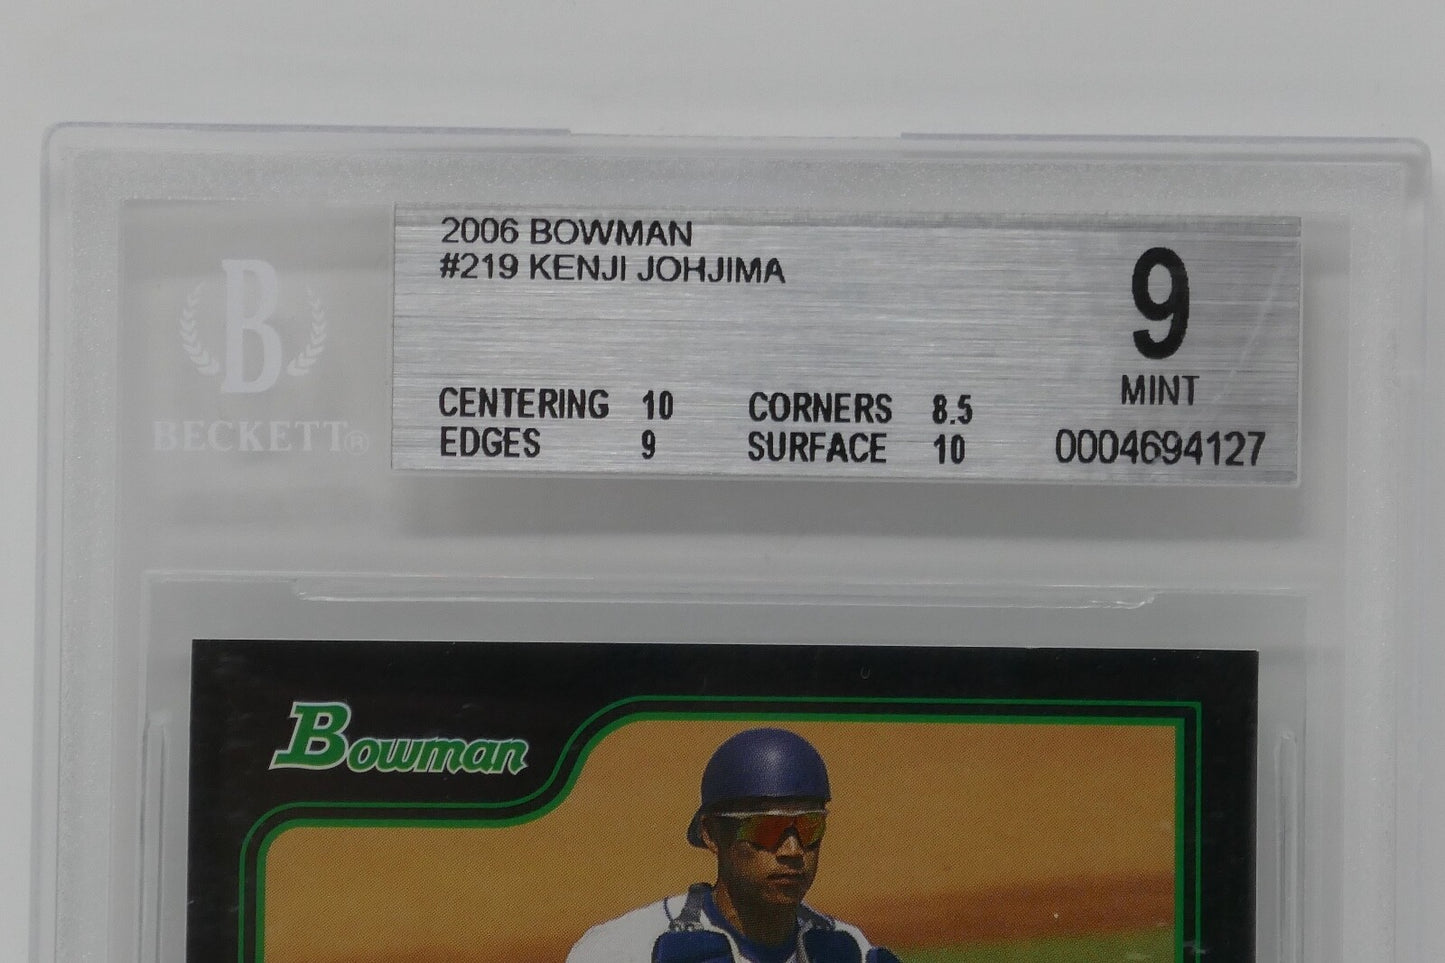 2006 BOWMAN
#219 KENJI JOHJIMA
9
MINT
CENTERING 10 CORNERS 8.5
EDGES 9 SURFACE 10
0004694127
B
BECKETT®
Bowman